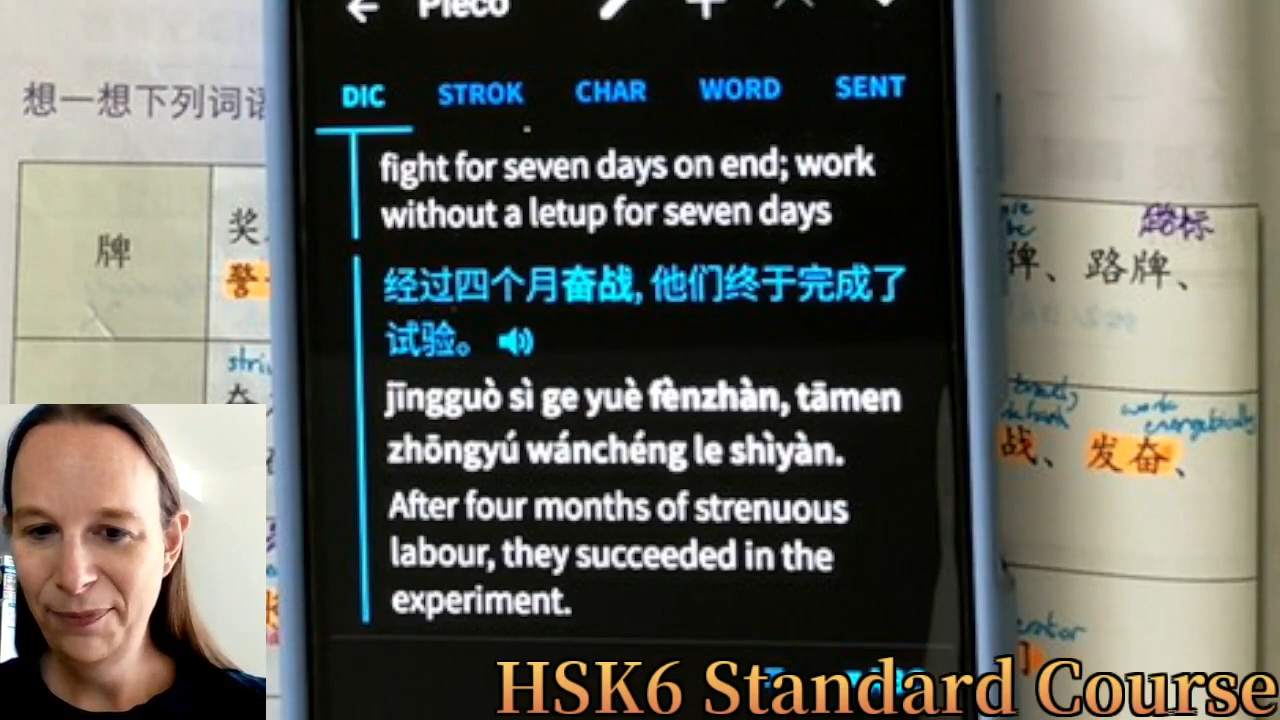 Pleco
DIC STROK CHAR WORD SENT
fight for seven days on end; work
without a letup for seven days
经过四个月奋战, 他们终于完成了
试验。
jīngguò sì ge yuè fènzhàn, tāmen
zhōngyú wánchéng le shìyàn.
After four months of strenuous
labour, they succeeded in the
experiment.
想一想下列词语
牌
奖
警
路标
牌、路牌、
work
energetically
战、发奋、
HSK6 Standard Course